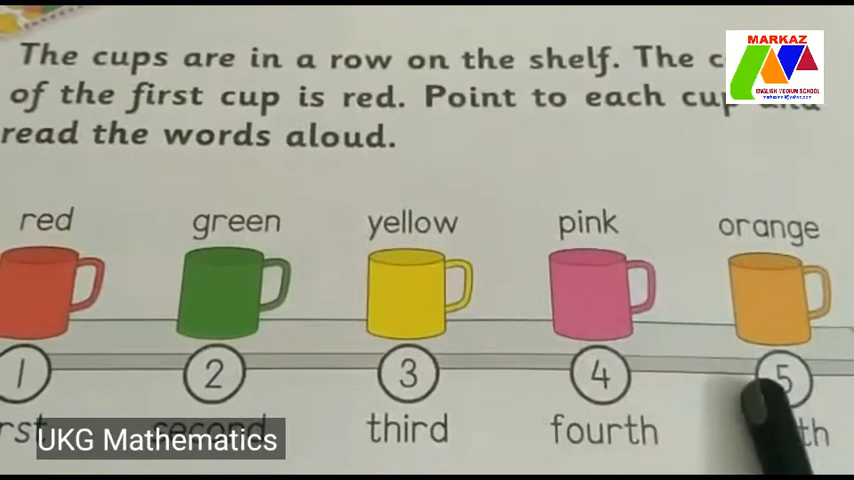 The cups are in a row on the shelf. The
of the first cup is red. Point to each cup
read the words aloud.
MARKAZ
ENGLISH MEDIUM SCHOOL
red green yellow pink orange
1 2 3 4 5
second third fourth
UKG Mathematics